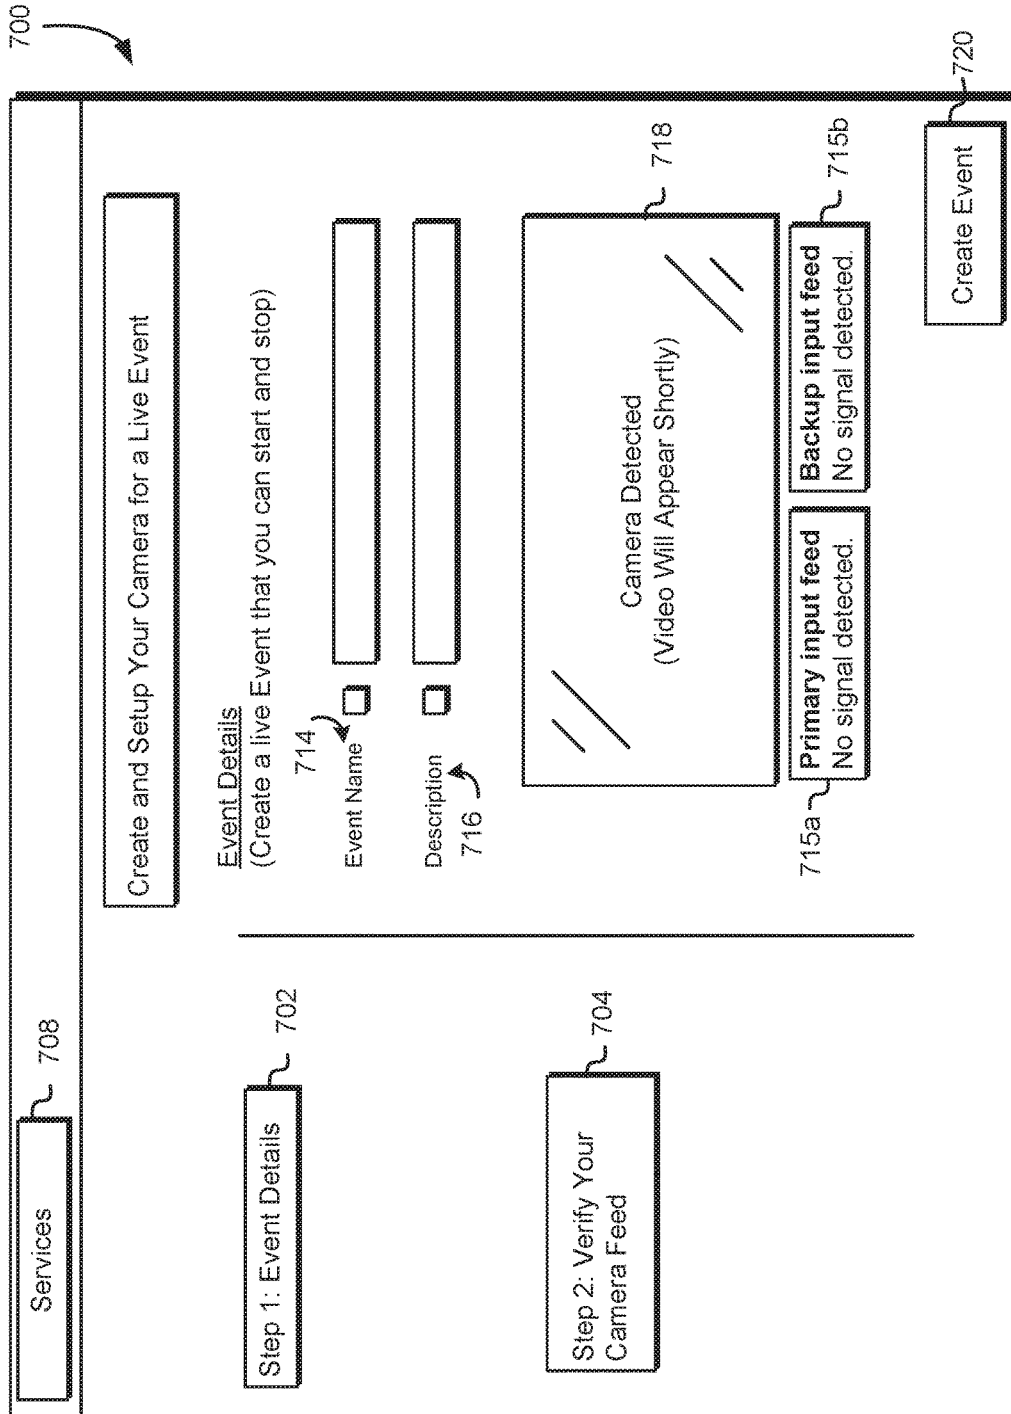 700
Services
708
Create and Setup Your Camera for a Live Event
Step 1: Event Details
702
Event Details
(Create a live Event that you can start and stop)
714
Event Name
Description
716
Step 2: Verify Your
Camera Feed
704
Camera Detected
(Video Will Appear Shortly)
718
715a
Primary input feed
No signal detected.
Backup input feed
No signal detected.
715b
Create Event
720